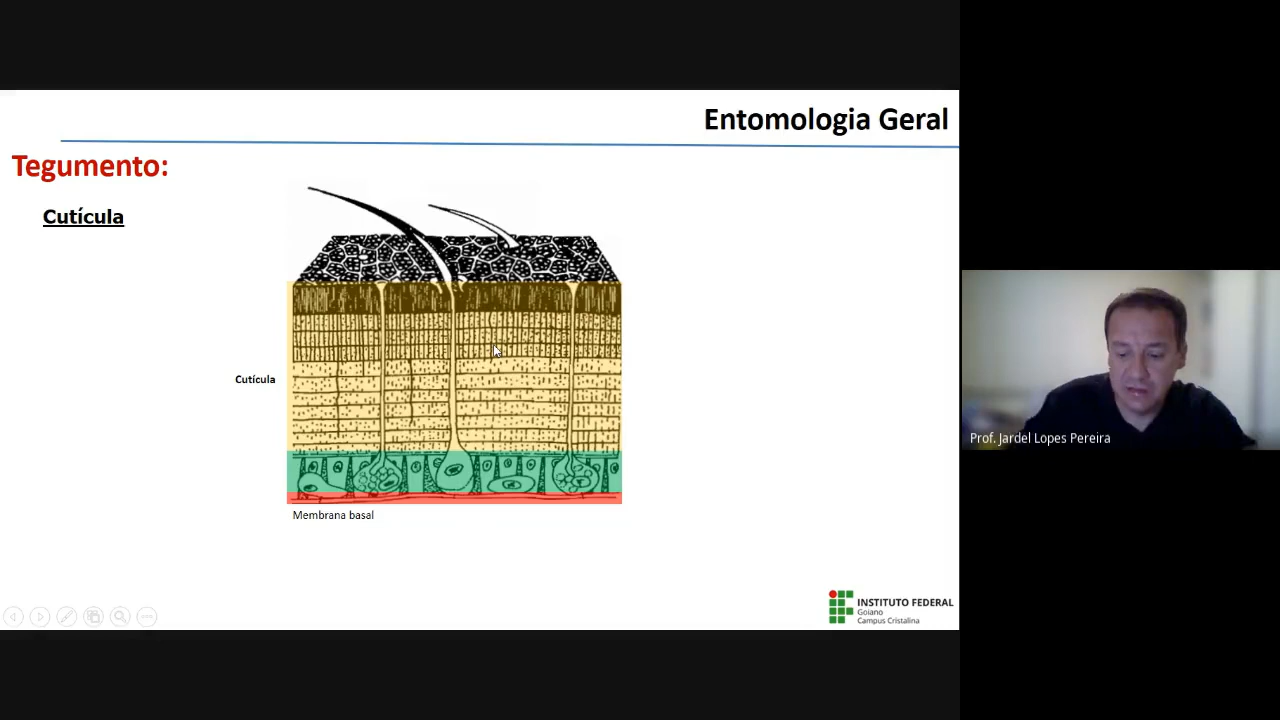 Entomologia Geral
Tegumento:
Cutícula
Cutícula
Membrana basal
INSTITUTO FEDERAL
Goiano
Campus Cristalina
Prof. Jardel Lopes Pereira